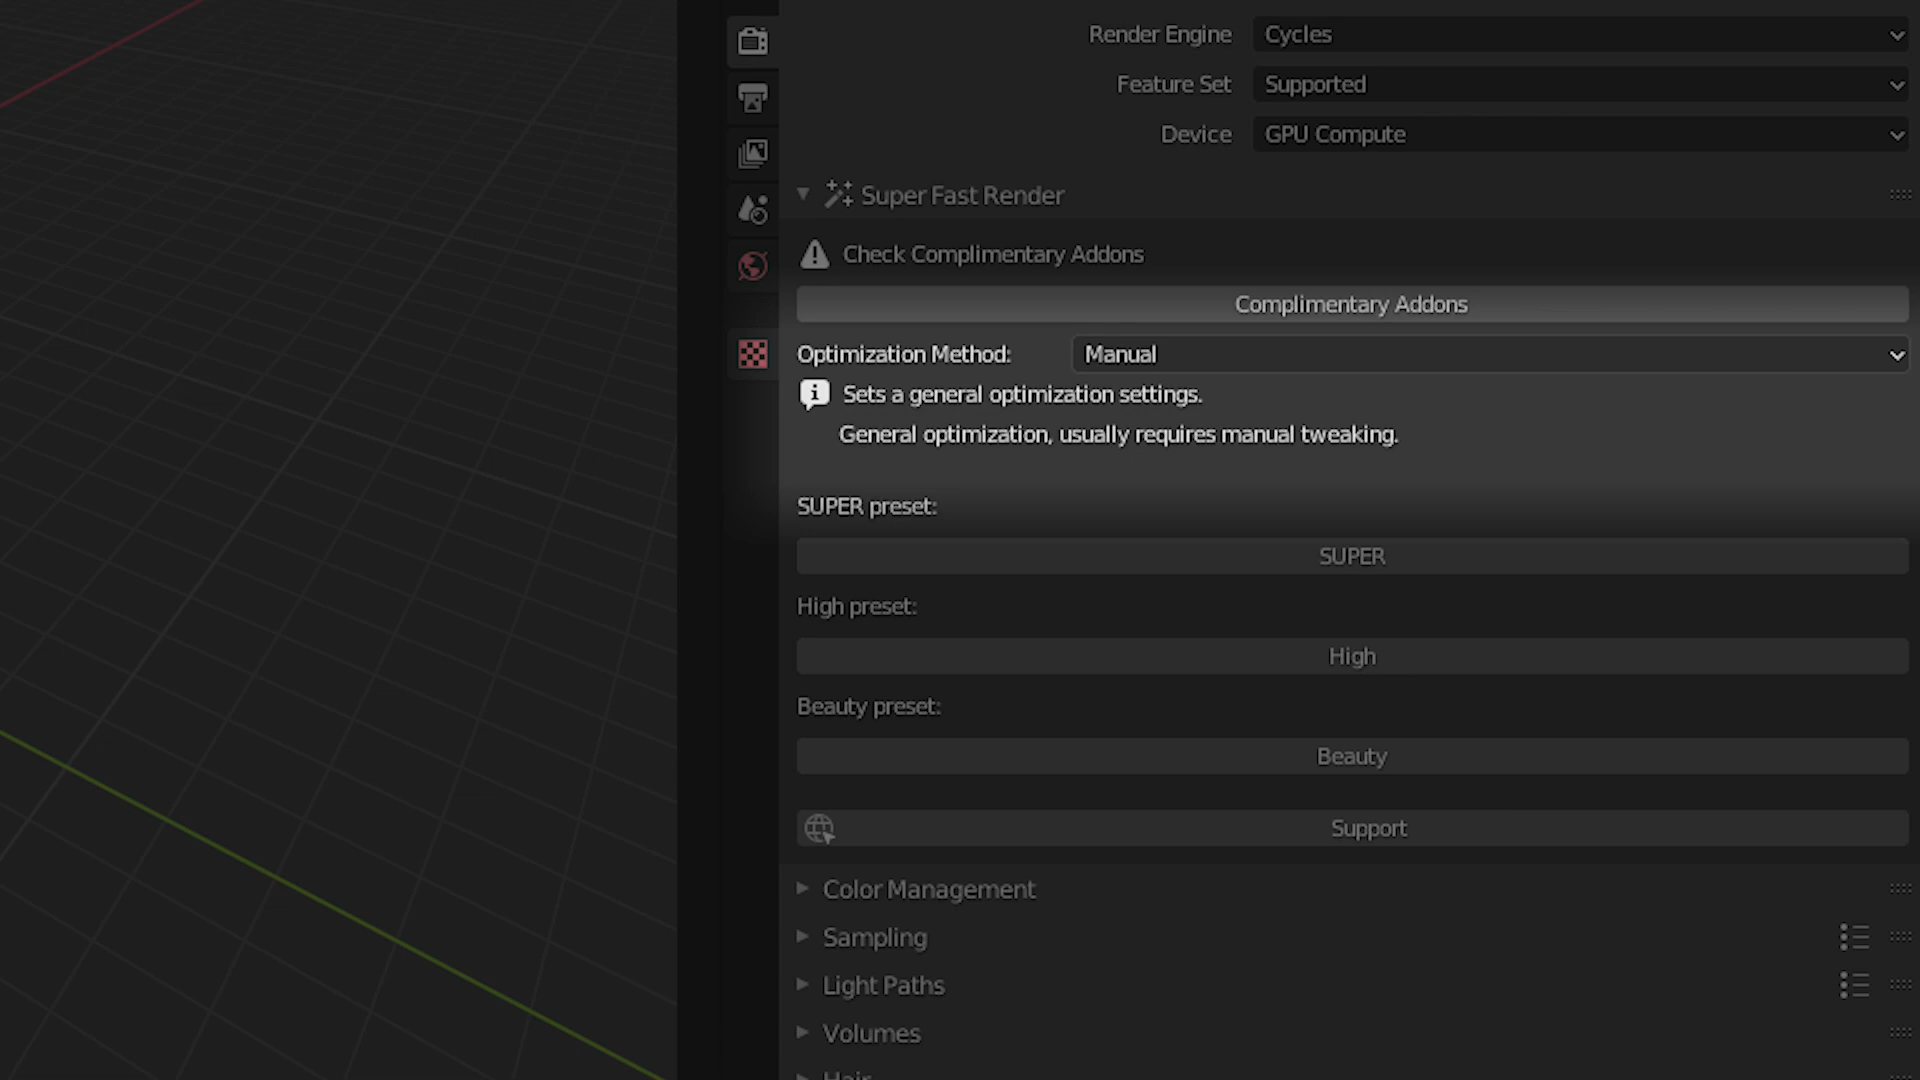 Render Engine Cycles
Feature Set Supported
Device GPU Compute
Super Fast Render
Check Complimentary Addons
Complimentary Addons
Optimization Method: Manual
Sets a general optimization settings.
General optimization, usually requires manual tweaking.
SUPER preset:
SUPER
High preset:
High
Beauty preset:
Beauty
Support
Color Management
Sampling
Light Paths
Volumes
Hair